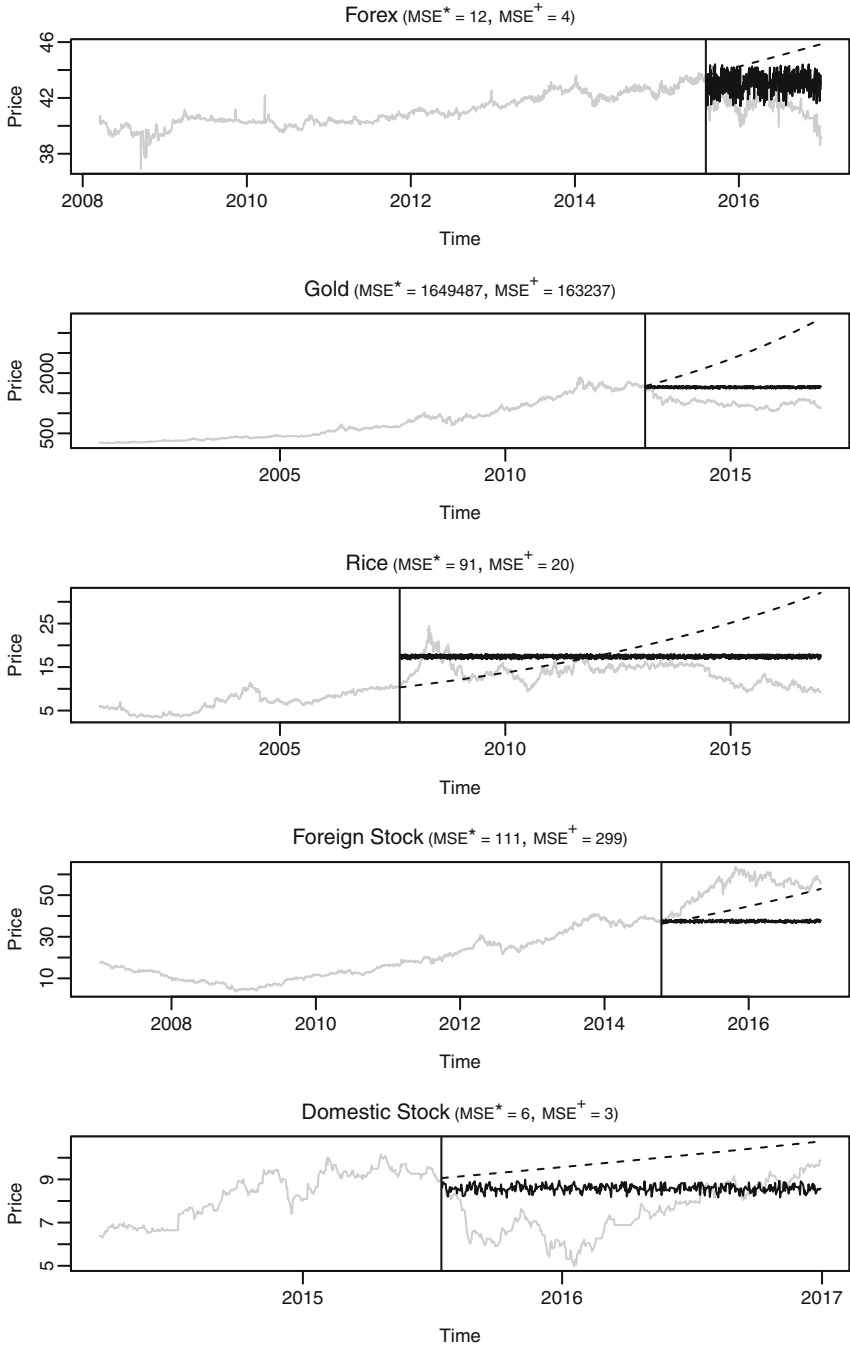 Forex (MSE* = 12, MSE+ = 4)
Price
46
42
38
2008 2010 2012 2014 2016
Time
Gold (MSE* = 1649487, MSE+ = 163237)
Price
2000
500
2005 2010 2015
Time
Rice (MSE* = 91, MSE+ = 20)
Price
25
15
5
2005 2010 2015
Time
Foreign Stock (MSE* = 111, MSE+ = 299)
Price
50
30
10
2008 2010 2012 2014 2016
Time
Domestic Stock (MSE* = 6, MSE+ = 3)
Price
9
7
5
2015 2016 2017
Time